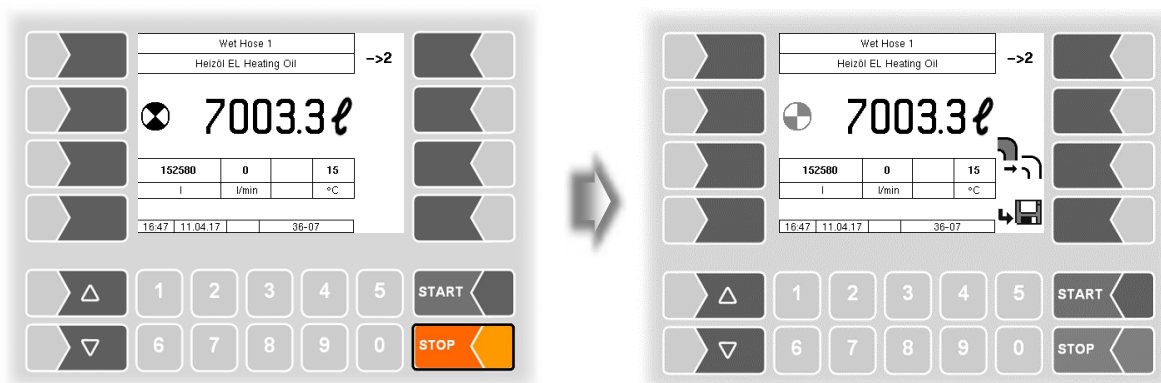 Wet Hose 1
Heizöl EL Heating Oil
->2
7003.3 ℓ
152580 0 15
l l/min °C
16:47 11.04.17 36-07
1 2 3 4 5 START
6 7 8 9 0 STOP
Wet Hose 1
Heizöl EL Heating Oil
->2
7003.3 ℓ
152580 0 15
l l/min °C
16:47 11.04.17 36-07
1 2 3 4 5 START
6 7 8 9 0 STOP